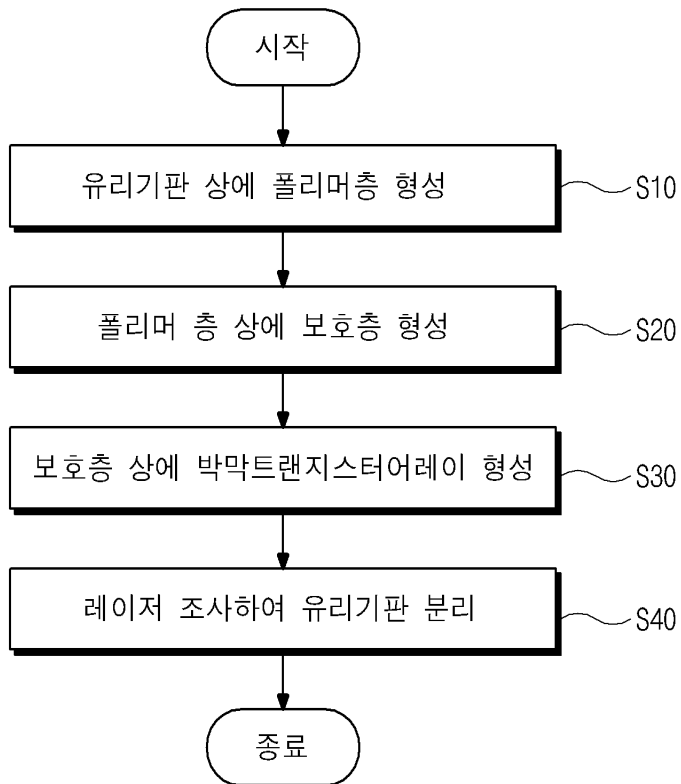 시작
유리기판 상에 폴리머층 형성
S10
폴리머 층 상에 보호층 형성
S20
보호층 상에 박막트랜지스터어레이 형성
S30
레이저 조사하여 유리기판 분리
S40
종료